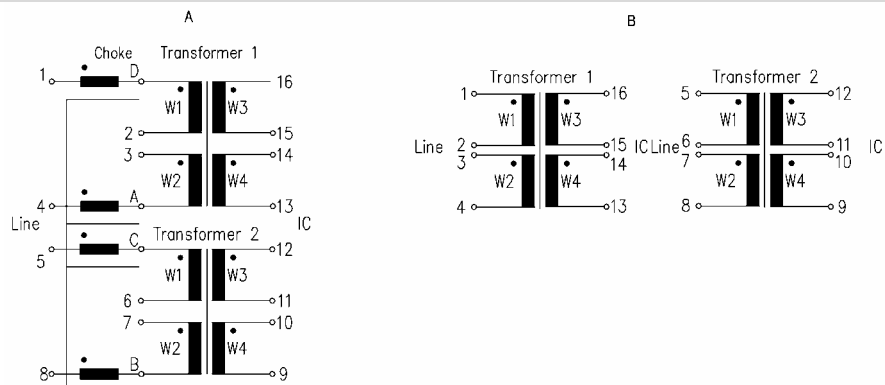 A
Choke Transformer 1
1 D 16
W1 W3
2 15
3 14
W2 W4
4 A 13
Line IC
Transformer 2
5 C 12
W1 W3
6 11
7 10
W2 W4
8 B 9
B
Transformer 1
1 16
W1 W3
2 15
Line IC
3 14
W2 W4
4 13
Transformer 2
5 12
W1 W3
6 11
Line IC
7 10
W2 W4
8 9